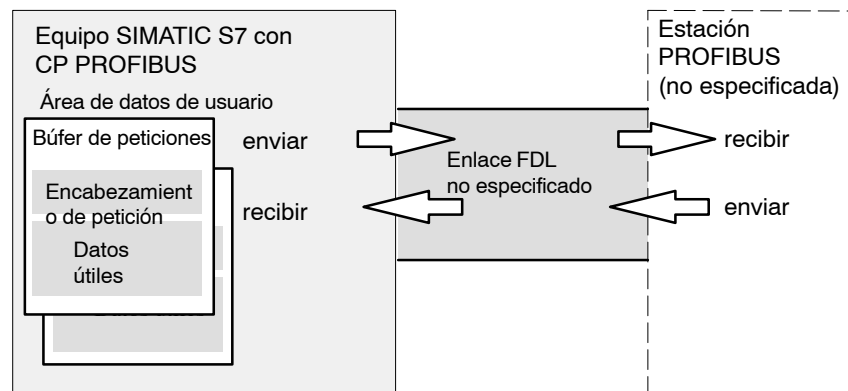 Equipo SIMATIC S7 con
CP PROFIBUS
Área de datos de usuario
Búfer de peticiones
Encabezamient
o de petición
Datos
útiles
enviar
recibir
Enlace FDL
no especificado
Estación
PROFIBUS
(no especificada)
recibir
enviar